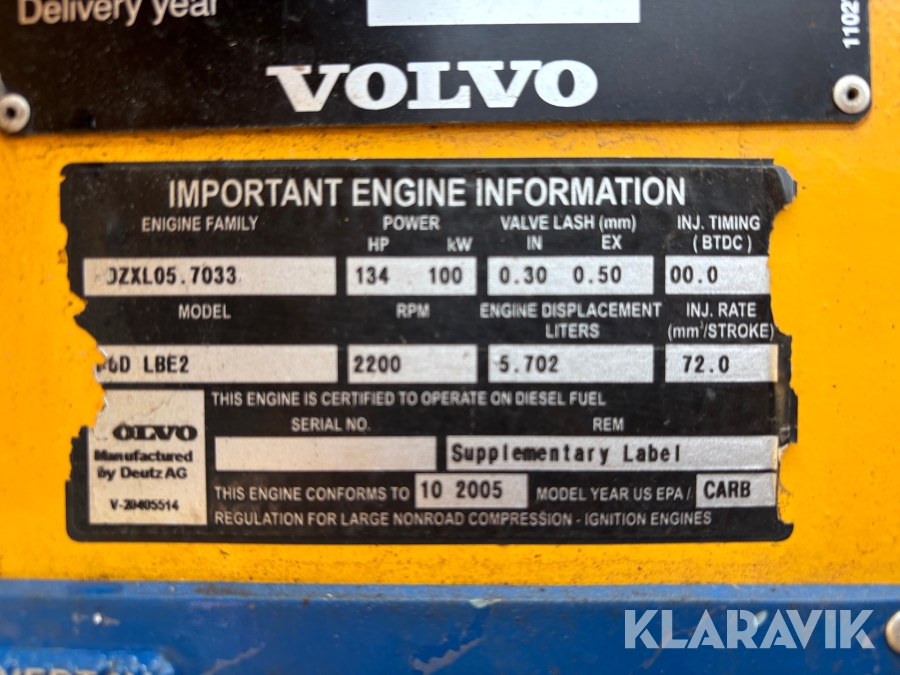 Delivery year
1102
VOLVO
IMPORTANT ENGINE INFORMATION
ENIGINE FAMILY POWER VALVE LASH (mm) INJ. TIMING
HP kW IN EX (BTDC)
DZXL05.7033 134 100 0.30 0.50 00.0
MODEL RPM ENGINE DISPLACEMENT INJ. RATE
LITERS (mm³/STROKE)
6D LBE2 2200 5.702 72.0
THIS ENGINE IS CERTIFIED TO OPERATE ON DIESEL FUEL
SERIAL NO. REM
VOLVO
Manufactured
by Deutz AG
V-20405514
Supplementary Label
THIS ENGINE CONFORMS TO 10 2005 MODEL YEAR US EPA / CARB
REGULATION FOR LARGE NONROAD COMPRESSION - IGNITION ENGINES
KLARAVIK